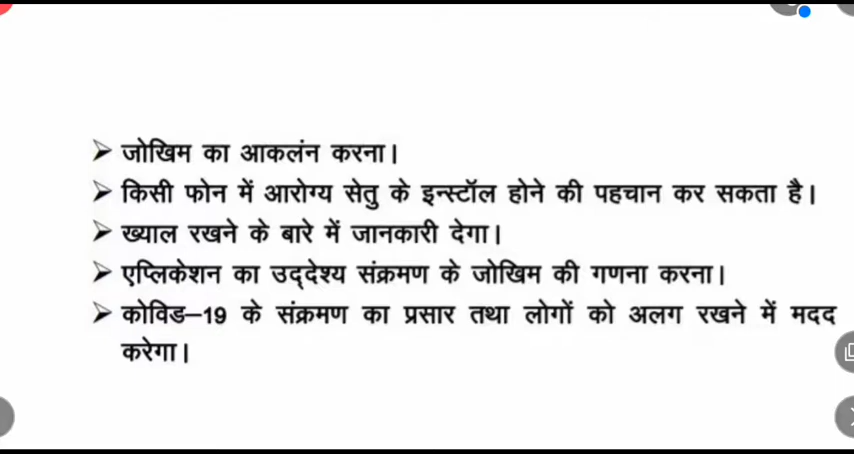 ➢ जोखिम का आकलंन करना।
➢ किसी फोन में आरोग्य सेतु के इन्स्टॉल होने की पहचान कर सकता है।
➢ ख्याल रखने के बारे में जानकारी देगा।
➢ एप्लिकेशन का उद्देश्य संक्रमण के जोखिम की गणना करना।
➢ कोविड–19 के संक्रमण का प्रसार तथा लोगों को अलग रखने में मदद
करेगा।